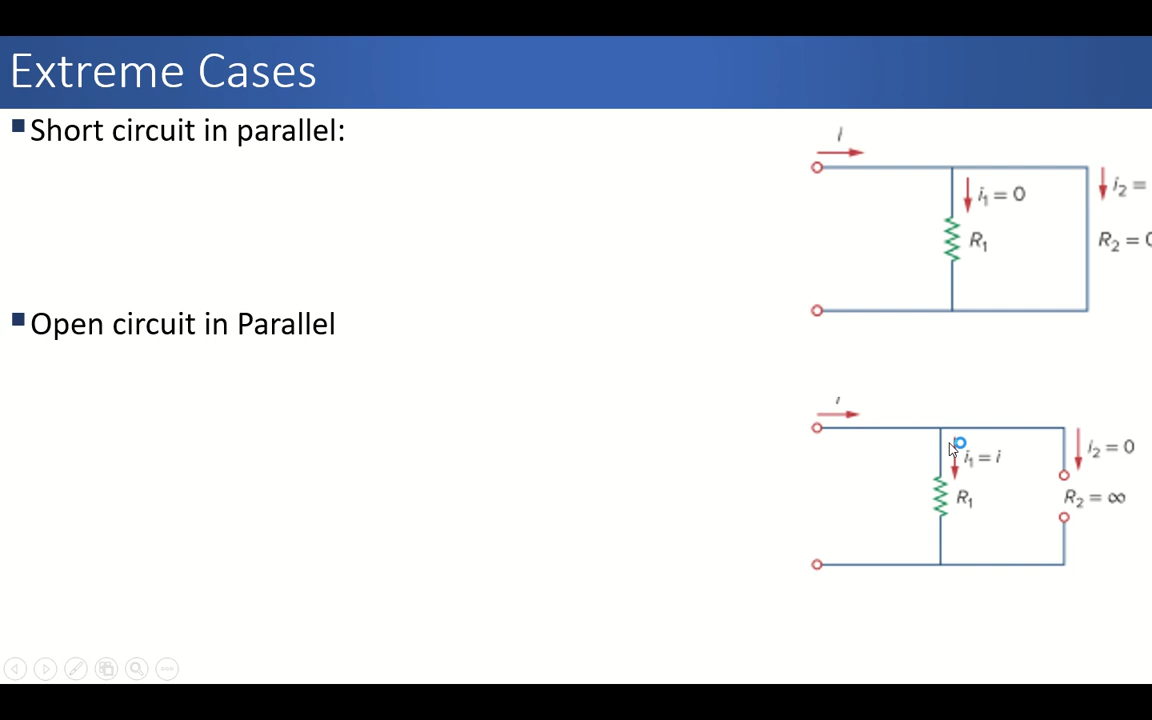 Extreme Cases
Short circuit in parallel:
i
i₁ = 0
i₂ =
R₁
R₂ = 0
Open circuit in Parallel
i₁ = i
i₂ = 0
R₁
R₂ = ∞